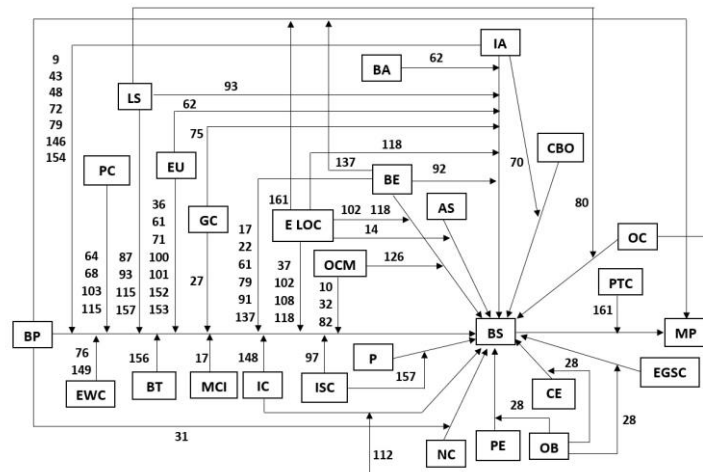 9
43
48
72
79
146
154
IA
BA
62
LS
93
62
75
118
137
92
70
CBO
PC
EU
BE
AS
80
161
102
118
14
GC
E LOC
OC
36
61
71
100
101
152
153
17
22
61
79
91
137
64
68
103
115
87
93
115
157
27
37
102
108
118
OCM
126
10
32
82
PTC
161
BP
BS
MP
76
149
156
17
148
97
P
157
EWC
BT
MCI
IC
ISC
28
CE
EGSC
28
28
31
NC
PE
OB
112